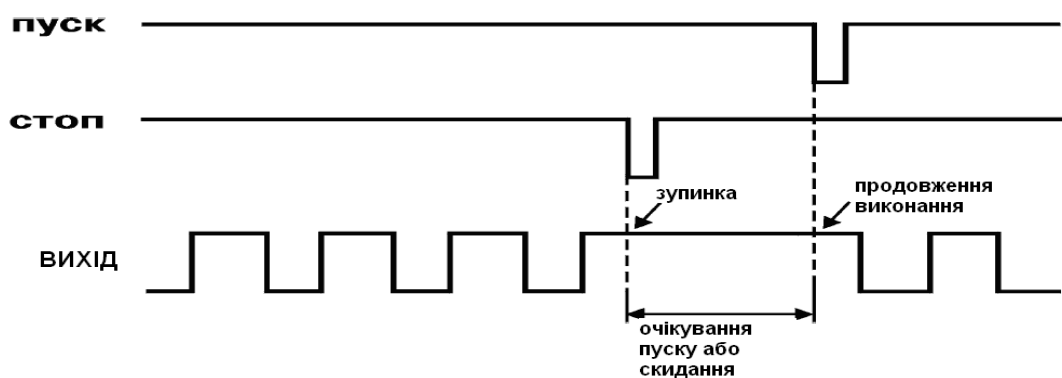 ПУСК
СТОП
зупинка
продовження
виконання
ВИХІД
очікування
пуску або
скидання